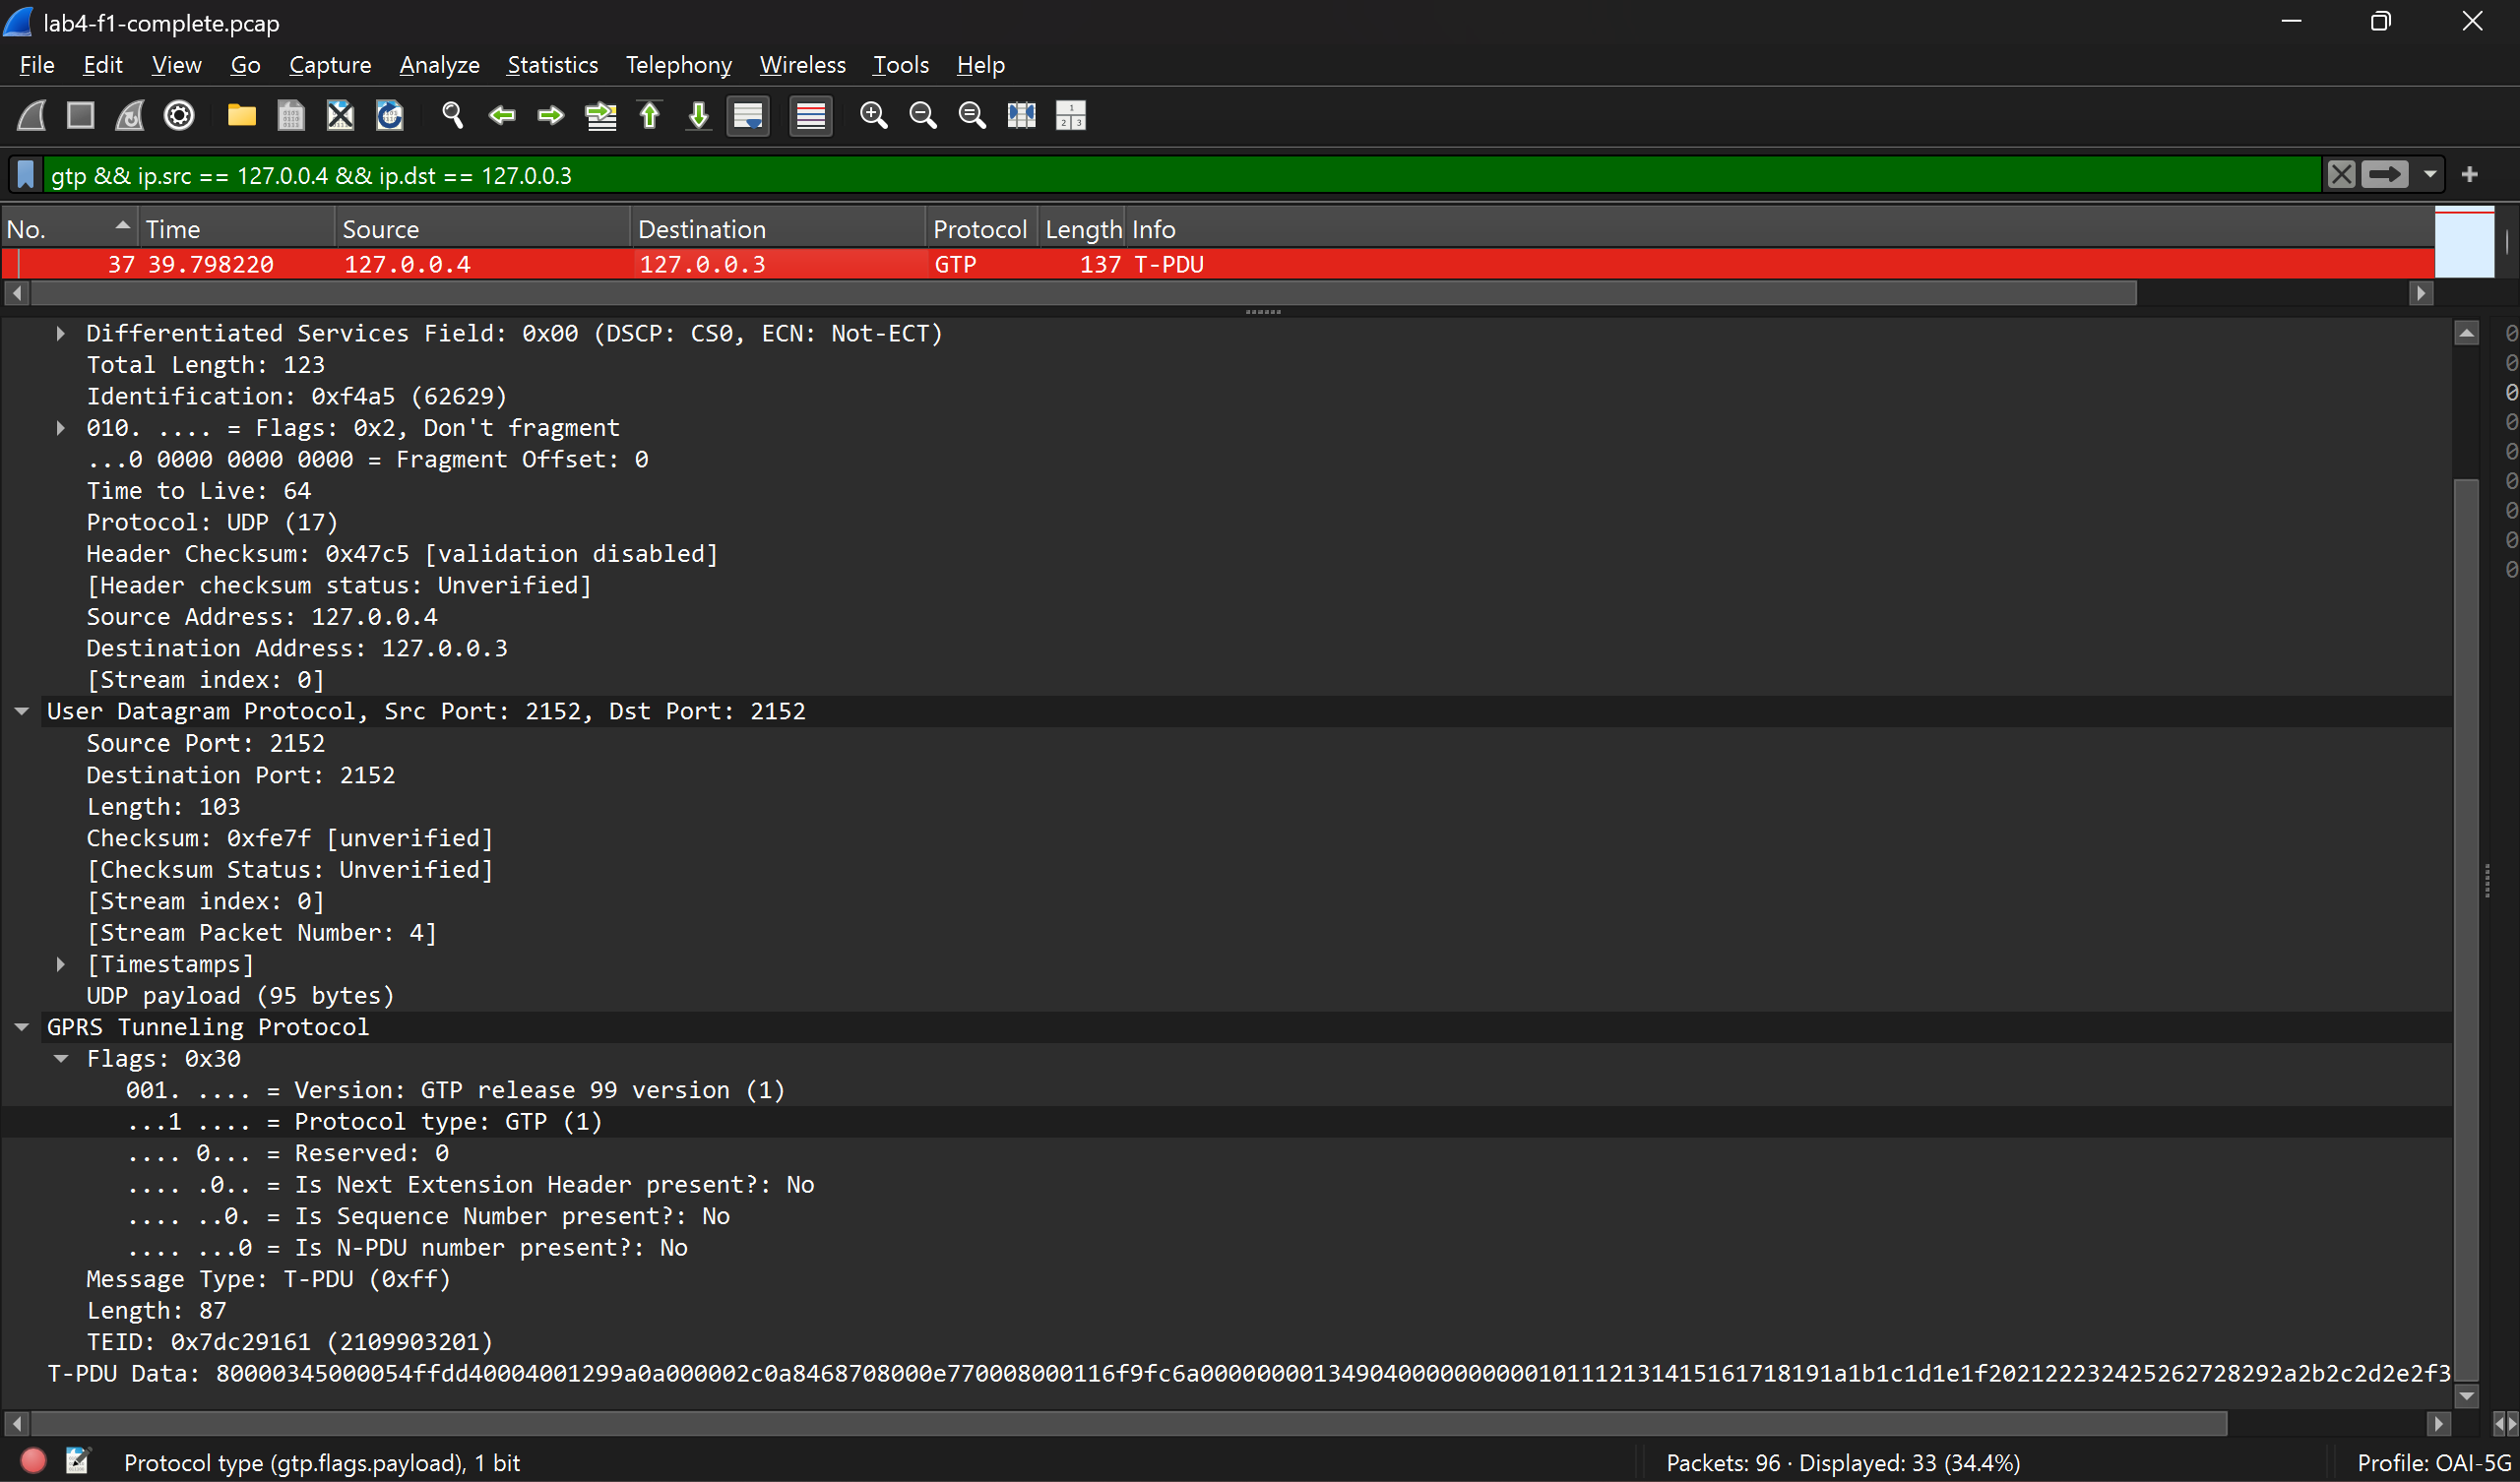 lab4-f1-complete.pcap
File Edit View Go Capture Analyze Statistics Telephony Wireless Tools Help
gtp && ip.src == 127.0.0.4 && ip.dst == 127.0.0.3
No. Time Source Destination Protocol Length Info
37 39.798220 127.0.0.4 127.0.0.3 GTP 137 T-PDU
Differentiated Services Field: 0x00 (DSCP: CS0, ECN: Not-ECT)
Total Length: 123
Identification: 0xf4a5 (62629)
010. .... = Flags: 0x2, Don't fragment
...0 0000 0000 0000 = Fragment Offset: 0
Time to Live: 64
Protocol: UDP (17)
Header Checksum: 0x47c5 [validation disabled]
[Header checksum status: Unverified]
Source Address: 127.0.0.4
Destination Address: 127.0.0.3
[Stream index: 0]
User Datagram Protocol, Src Port: 2152, Dst Port: 2152
Source Port: 2152
Destination Port: 2152
Length: 103
Checksum: 0xfe7f [unverified]
[Checksum Status: Unverified]
[Stream index: 0]
[Stream Packet Number: 4]
[Timestamps]
UDP payload (95 bytes)
GPRS Tunneling Protocol
Flags: 0x30
001. .... = Version: GTP release 99 version (1)
...1 .... = Protocol type: GTP (1)
.... 0... = Reserved: 0
.... .0.. = Is Next Extension Header present?: No
.... ..0. = Is Sequence Number present?: No
.... ...0 = Is N-PDU number present?: No
Message Type: T-PDU (0xff)
Length: 87
TEID: 0x7dc29161 (2109903201)
T-PDU Data: 80000345000054ffdd40004001299a0a000002c0a8468708000e770008000116f9fc6a00000000134904000000000010111213141516171819​1a1b1c1d1e1f202122232425262728292a2b2c2d2e2f3
Protocol type (gtp.flags.payload), 1 bit
Packets: 96 · Displayed: 33 (34.4%)
Profile: OAI-5G